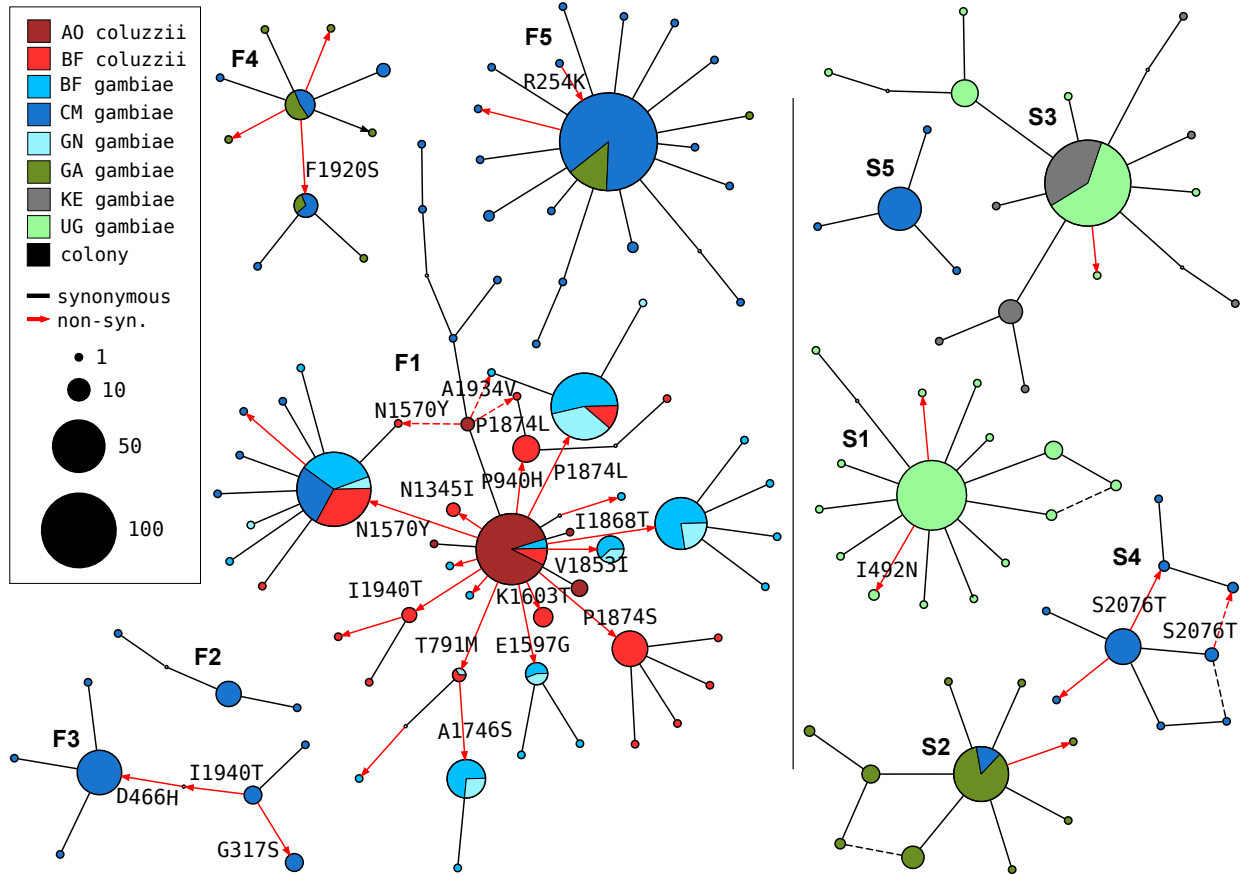 AO coluzzii
BF coluzzii
BF gambiae
CM gambiae
GN gambiae
GA gambiae
KE gambiae
UG gambiae
colony
synonymous
non-syn.
1
10
50
100
F4
F1920S
F5
R254K
F1
A1934V
N1570Y
P1874L
P940H
P1874L
N1345I
N1570Y
I1868T
V1853I
I1940T
K1603T
P1874S
T791M
E1597G
A1746S
F2
F3
I1940T
D466H
G317S
S3
S5
S1
I492N
S4
S2076T
S2076T
S2